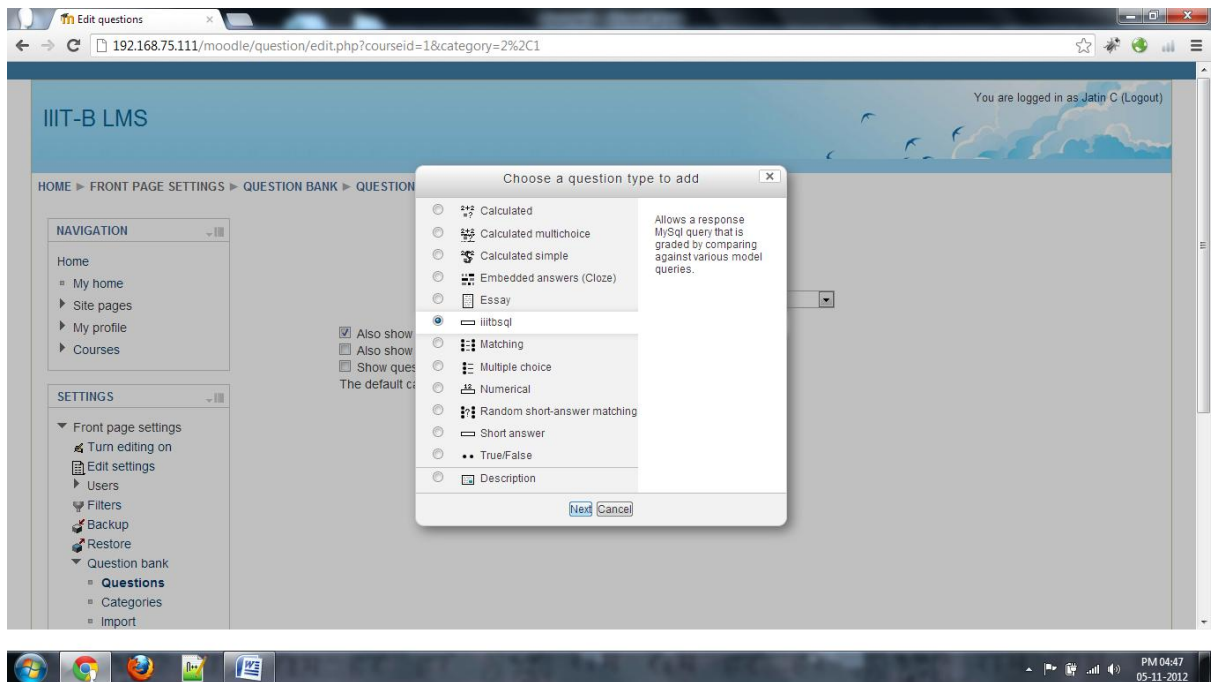 Edit questions
192.168.75.111/moodle/question/edit.php?courseid=1&category=2%2C1
You are logged in as Jatin C (Logout)
IIIT-B LMS
HOME ► FRONT PAGE SETTINGS ► QUESTION BANK ► QUESTION
NAVIGATION
Home
My home
Site pages
My profile
Courses
SETTINGS
Front page settings
Turn editing on
Edit settings
Users
Filters
Backup
Restore
Question bank
Questions
Categories
Import
Also show
Also show
Show ques
The default ca
Choose a question type to add
Calculated
Calculated multichoice
Calculated simple
Embedded answers (Cloze)
Essay
iiitbsql
Matching
Multiple choice
Numerical
Random short-answer matching
Short answer
True/False
Description
Allows a response
MySql query that is
graded by comparing
against various model
queries.
Next Cancel
PM 04:47
05-11-2012